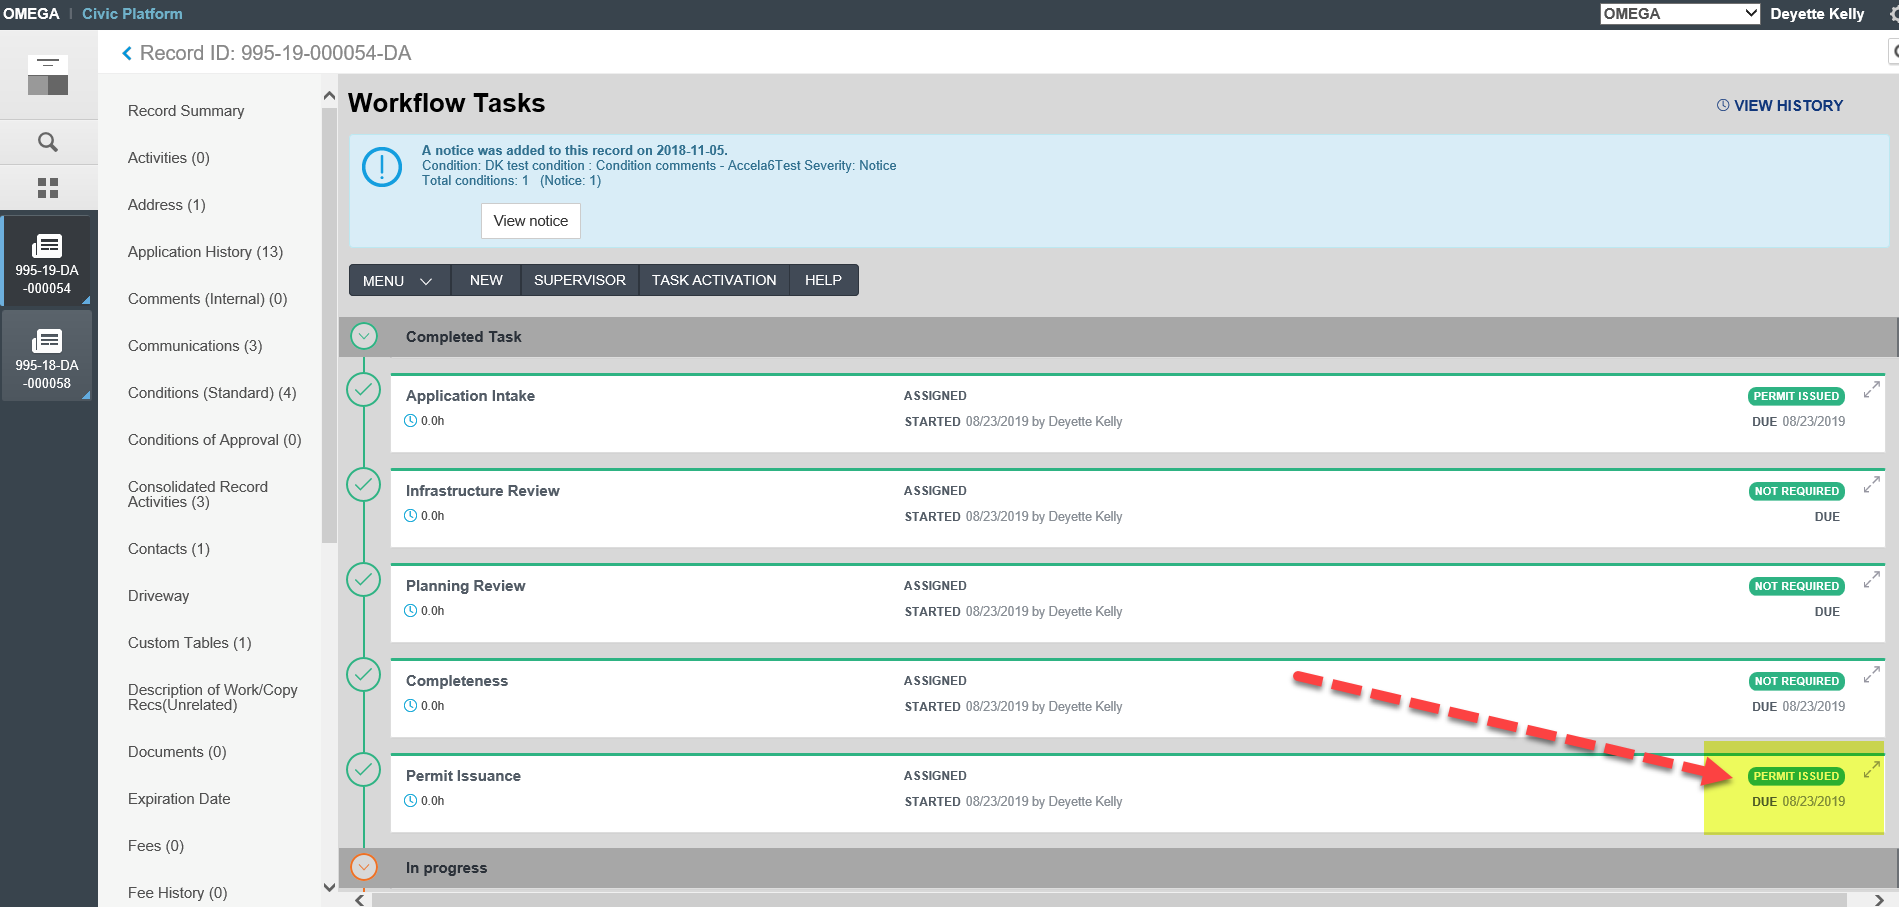 OMEGA | Civic Platform
OMEGA
Deyette Kelly
Record ID: 995-19-000054-DA
995-19-DA
-000054
995-18-DA
-000058
Record Summary
Activities (0)
Address (1)
Application History (13)
Comments (Internal) (0)
Communications (3)
Conditions (Standard) (4)
Conditions of Approval (0)
Consolidated Record
Activities (3)
Contacts (1)
Driveway
Custom Tables (1)
Description of Work/Copy
Recs(Unrelated)
Documents (0)
Expiration Date
Fees (0)
Fee History (0)
Workflow Tasks
VIEW HISTORY
A notice was added to this record on 2018-11-05.
Condition: DK test condition : Condition comments - Accela6Test Severity: Notice
Total conditions: 1 (Notice: 1)
View notice
MENU
NEW
SUPERVISOR
TASK ACTIVATION
HELP
Completed Task
Application Intake
ASSIGNED
PERMIT ISSUED
0.0h
STARTED 08/23/2019 by Deyette Kelly
DUE 08/23/2019
Infrastructure Review
ASSIGNED
NOT REQUIRED
0.0h
STARTED 08/23/2019 by Deyette Kelly
DUE
Planning Review
ASSIGNED
NOT REQUIRED
0.0h
STARTED 08/23/2019 by Deyette Kelly
DUE
Completeness
ASSIGNED
NOT REQUIRED
0.0h
STARTED 08/23/2019 by Deyette Kelly
DUE 08/23/2019
Permit Issuance
ASSIGNED
PERMIT ISSUED
0.0h
STARTED 08/23/2019 by Deyette Kelly
DUE 08/23/2019
In progress